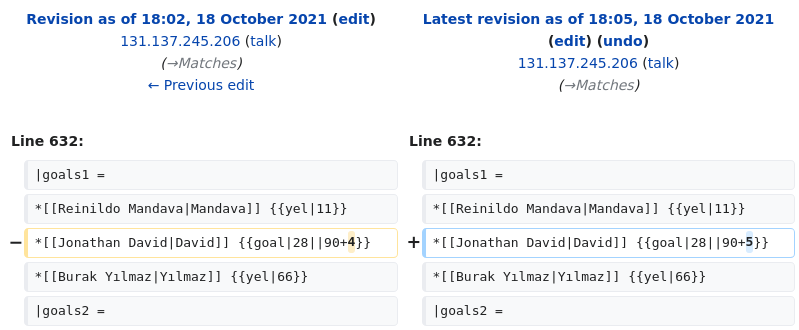 Revision as of 18:02, 18 October 2021 (edit)
131.137.245.206 (talk)
(→Matches)
← Previous edit
Latest revision as of 18:05, 18 October 2021
(edit) (undo)
131.137.245.206 (talk)
(→Matches)
Line 632:
|goals1 =
*[[Reinildo Mandava|Mandava]] {{yel|11}}
− *[[Jonathan David|David]] {{goal|28||90+4}}
*[[Burak Yılmaz|Yılmaz]] {{yel|66}}
|goals2 =
Line 632:
|goals1 =
*[[Reinildo Mandava|Mandava]] {{yel|11}}
+ *[[Jonathan David|David]] {{goal|28||90+5}}
*[[Burak Yılmaz|Yılmaz]] {{yel|66}}
|goals2 =